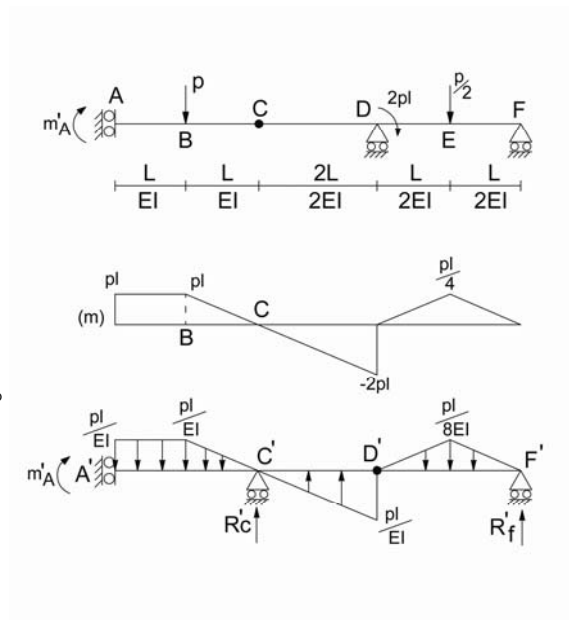 A P C D 2pl p/2 F
m'A B E
L L 2L L L
EI EI 2EI 2EI 2EI
pl pl pl/4
(m) B C
-2pl
pl/EI pl/EI pl/8EI
m'A A' C' D' F'
R'c pl/EI R'f